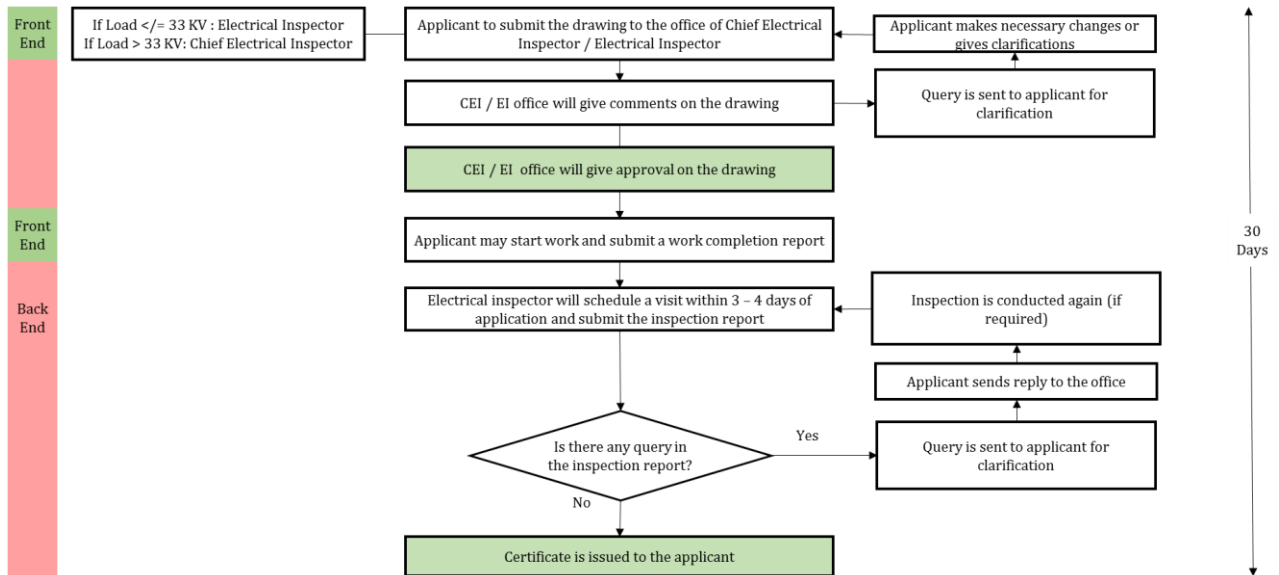 Front
End
If Load </= 33 KV : Electrical Inspector
If Load > 33 KV: Chief Electrical Inspector
Applicant to submit the drawing to the office of Chief Electrical
Inspector / Electrical Inspector
Applicant makes necessary changes or
gives clarifications
CEI / EI office will give comments on the drawing
Query is sent to applicant for
clarification
CEI / EI office will give approval on the drawing
Front
End
Applicant may start work and submit a work completion report
30
Days
Back
End
Electrical inspector will schedule a visit within 3 – 4 days of
application and submit the inspection report
Inspection is conducted again (if
required)
Applicant sends reply to the office
Is there any query in
the inspection report?
Yes
Query is sent to applicant for
clarification
No
Certificate is issued to the applicant